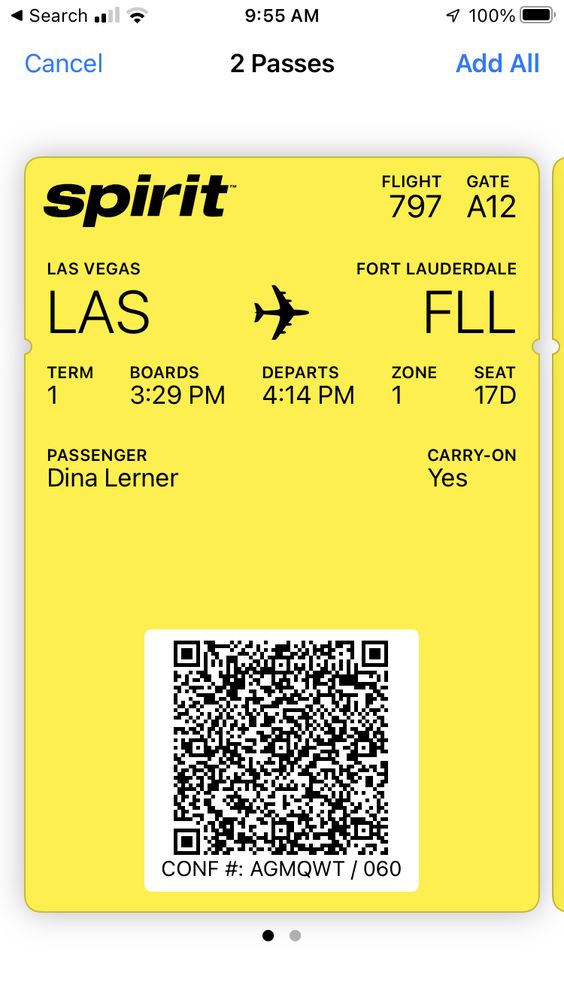 Search 9:55 AM 100%
Cancel 2 Passes Add All
spirit™
FLIGHT GATE
797 A12
LAS VEGAS FORT LAUDERDALE
LAS FLL
TERM BOARDS DEPARTS ZONE SEAT
1 3:29 PM 4:14 PM 1 17D
PASSENGER CARRY-ON
Dina Lerner Yes
CONF #: AGMQWT / 060